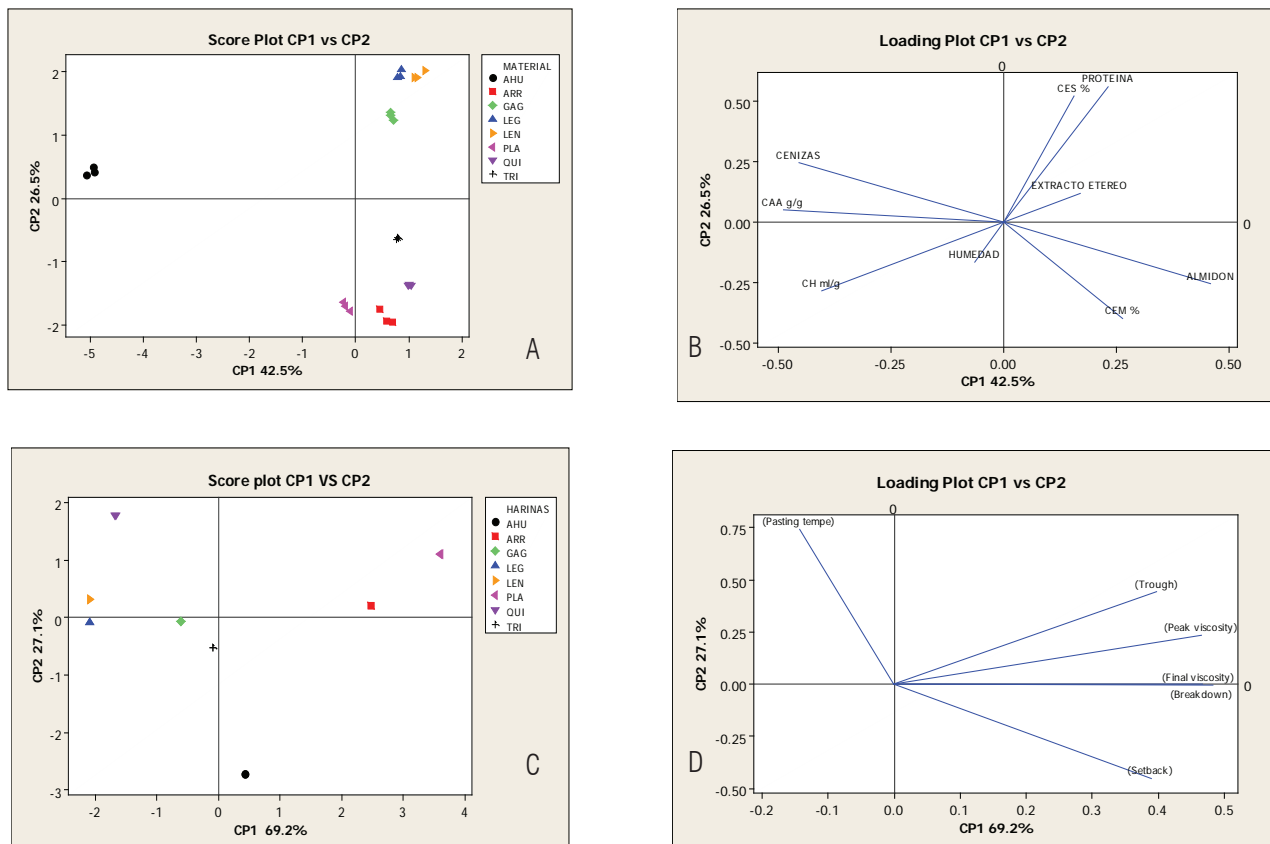 Score Plot CP1 vs CP2
CP2 26.5%
2
1
0
-1
-2
-5
-4
-3
-2
-1
0
1
2
CP1 42.5%
MATERIAL
AHU
ARR
GAG
LEG
LEN
PLA
QUI
TRI
A
Loading Plot CP1 vs CP2
0
CP2 26.5%
0.50
0.25
0.00
-0.25
-0.50
PROTEINA
CES %
CENIZAS
EXTRACTO ETEREO
CAA g/g
0
HUMEDAD
ALMIDON
CH ml/g
CEM %
-0.50
-0.25
0.00
0.25
0.50
CP1 42.5%
B
Score plot CP1 VS CP2
CP2 27.1%
2
1
0
-1
-2
-3
-2
-1
0
1
2
3
4
CP1 69.2%
HARINAS
AHU
ARR
GAG
LEG
LEN
PLA
QUI
TRI
C
Loading Plot CP1 vs CP2
0
CP2 27.1%
0.75
0.50
0.25
0.00
-0.25
-0.50
(Pasting tempe)
(Trough)
(Peak viscosity)
(Final viscosity)
0
(Breakdown)
(Setback)
-0.2
-0.1
0.0
0.1
0.2
0.3
0.4
0.5
CP1 69.2%
D